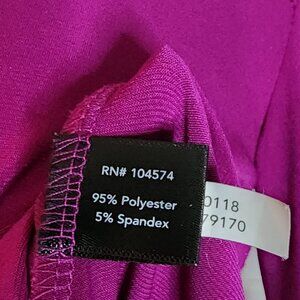 RN# 104574
95% Polyester
5% Spandex
0118
79170